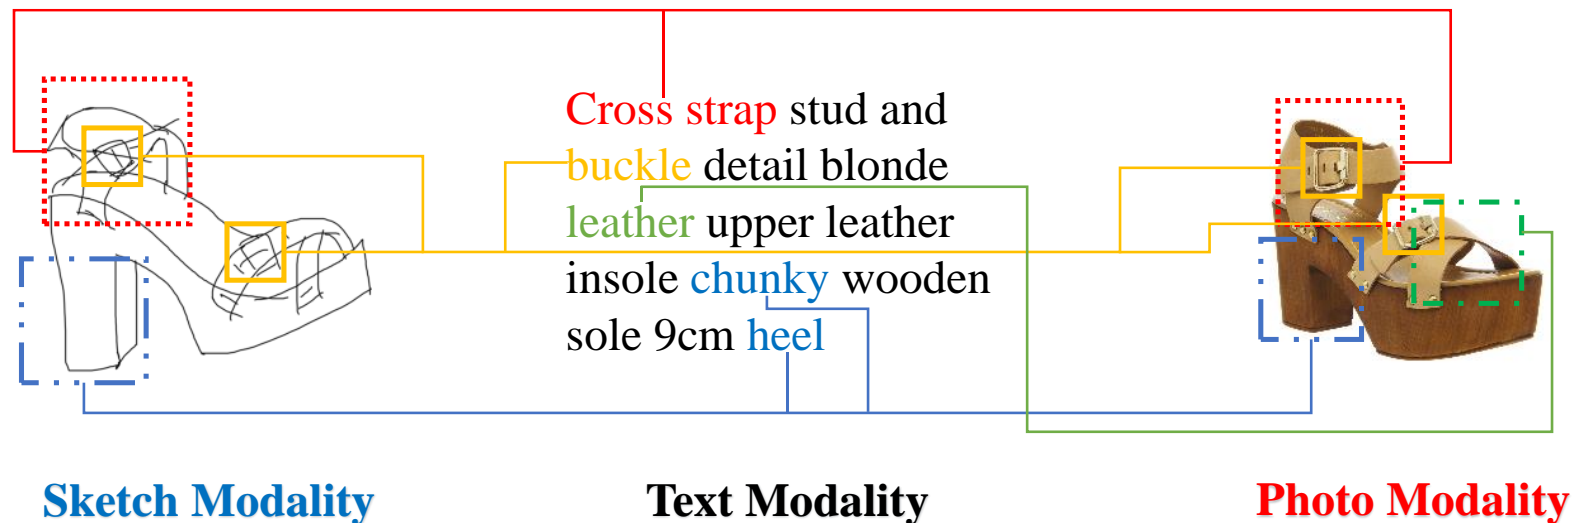 Cross strap stud and
buckle detail blonde
leather upper leather
insole chunky wooden
sole 9cm heel
Sketch Modality
Text Modality
Photo Modality